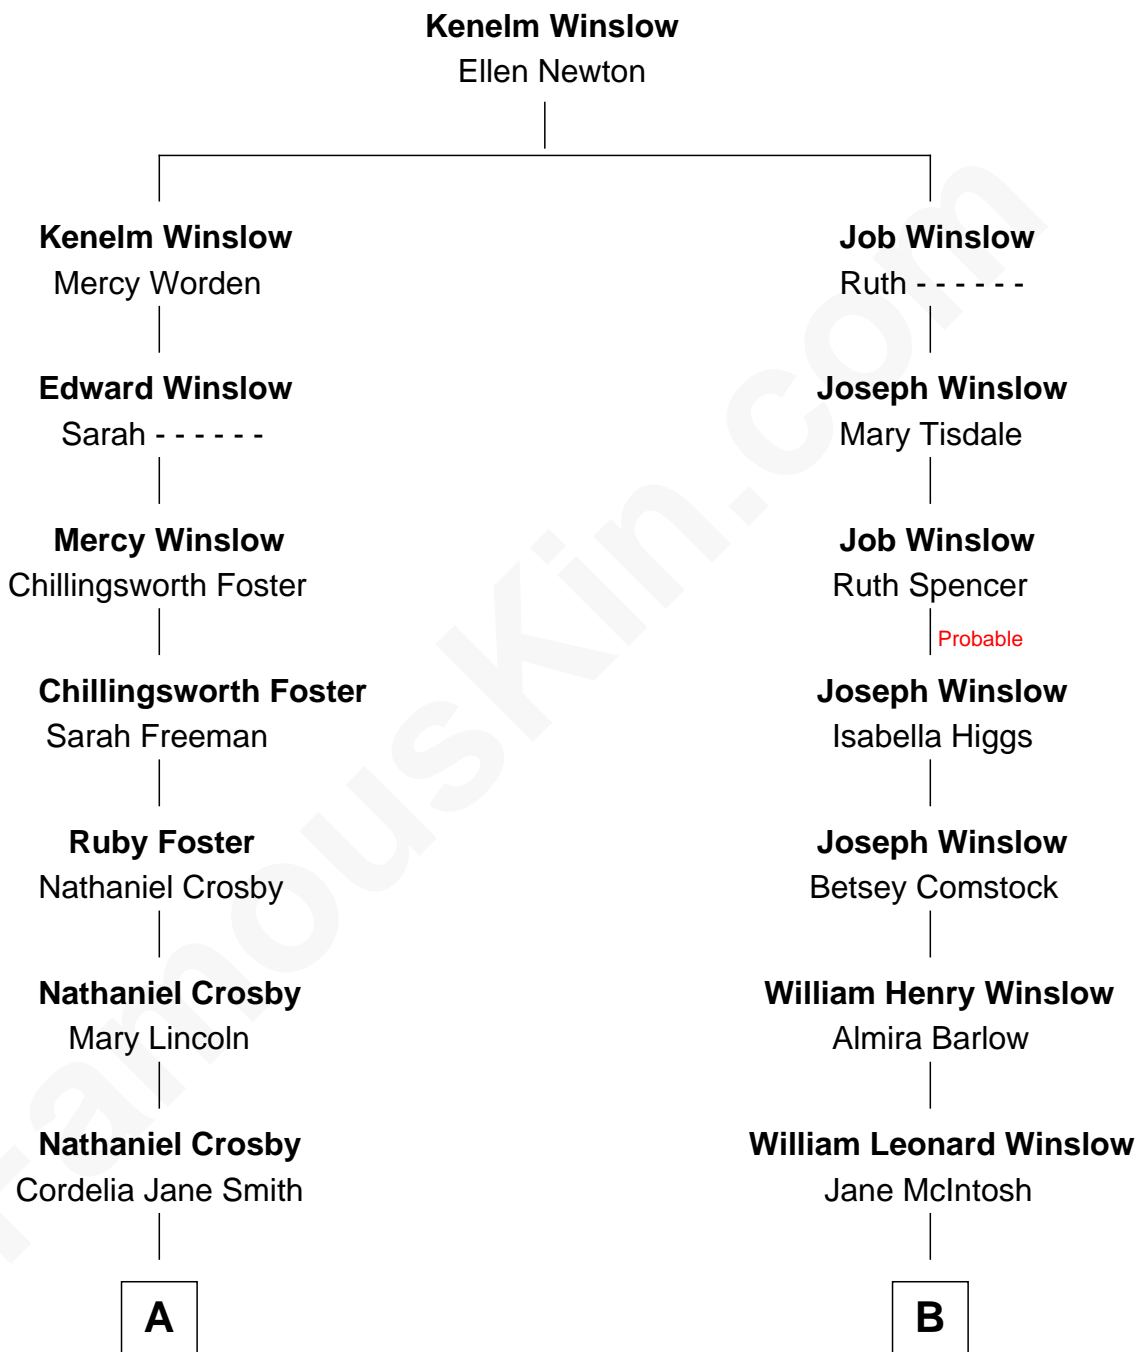 Kenelm Winslow
Ellen Newton
Kenelm Winslow
Mercy Worden
Edward Winslow
Sarah - - - - - -
Mercy Winslow
Chillingsworth Foster
Chillingsworth Foster
Sarah Freeman
Ruby Foster
Nathaniel Crosby
Nathaniel Crosby
Mary Lincoln
Nathaniel Crosby
Cordelia Jane Smith
A
Job Winslow
Ruth - - - - - -
Joseph Winslow
Mary Tisdale
Job Winslow
Ruth Spencer
Probable
Joseph Winslow
Isabella Higgs
Joseph Winslow
Betsey Comstock
William Henry Winslow
Almira Barlow
William Leonard Winslow
Jane McIntosh
B
FamousKin.com